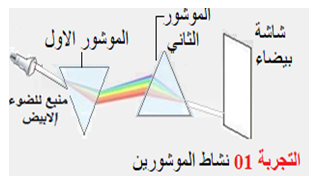 الموشور
الثاني
الموشور الاول
شاشة
بيضاء
منبع للضوء
الابيض
التجربة 01 نشاط الموشورين